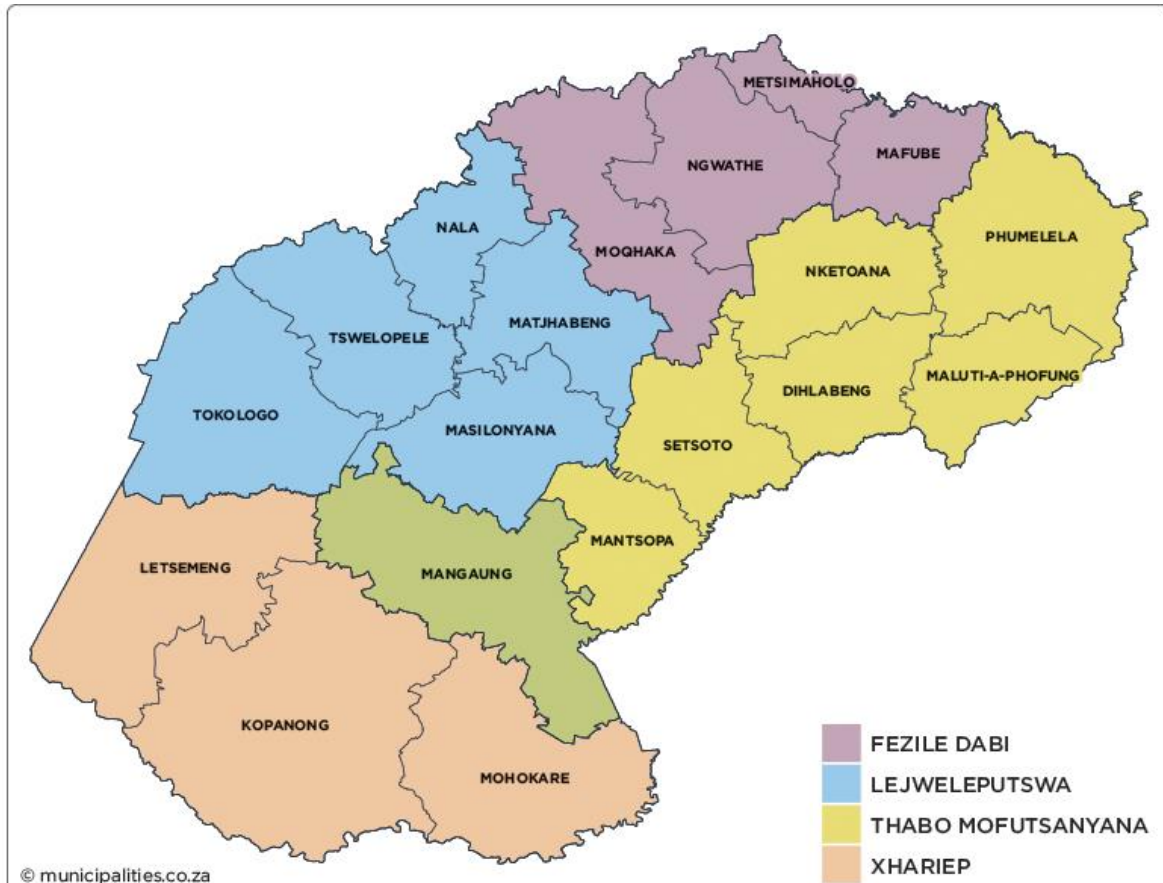 METSIMAHOLO
NGWATHE
MAFUBE
NALA
MOQHAKA
PHUMELELA
NKETOANA
MATJHABENG
TSWELOPELE
MALUTI-A-PHOFUNG
DIHLABENG
TOKOLOGO
MASILONYANA
SETSOTO
MANTSOPA
LETSEMENG
MANGAUNG
KOPANONG
MOHOKARE
FEZILE DABI
LEJWELEPUTSWA
THABO MOFUTSANYANA
XHARIEP
© municipalities.co.za